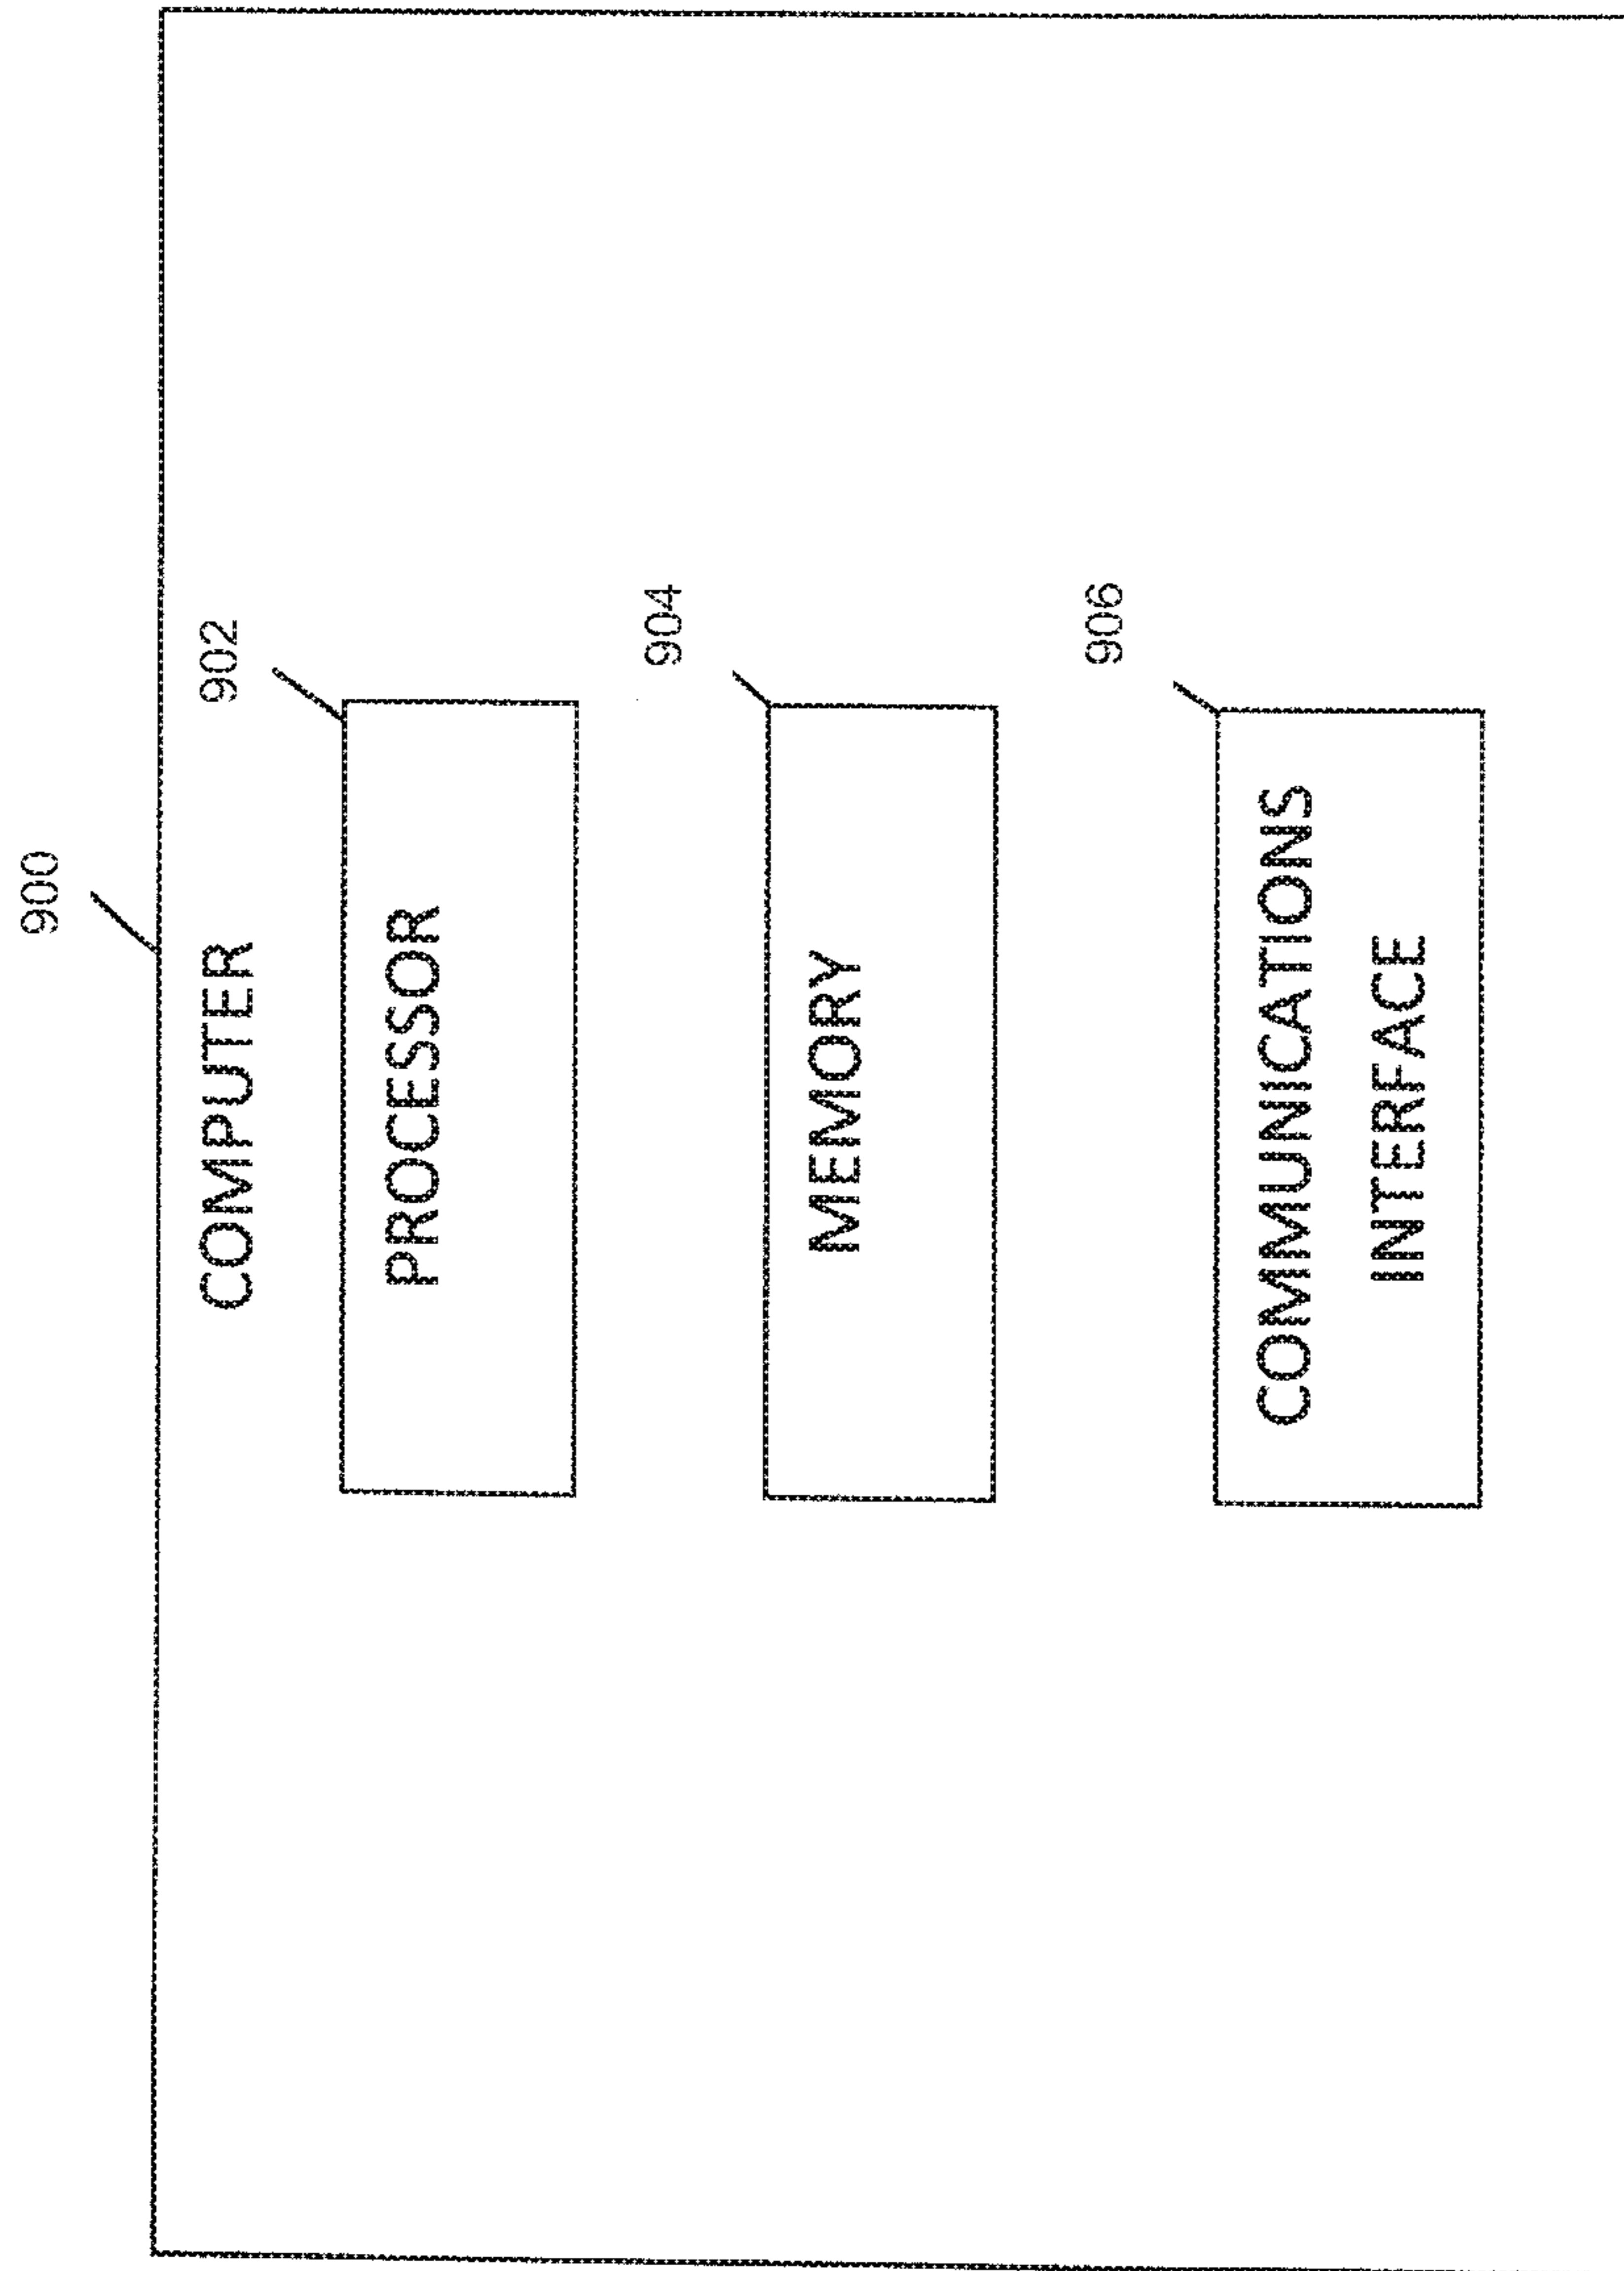 900
COMPUTER
902
PROCESSOR
904
MEMORY
906
COMMUNICATIONS
INTERFACE